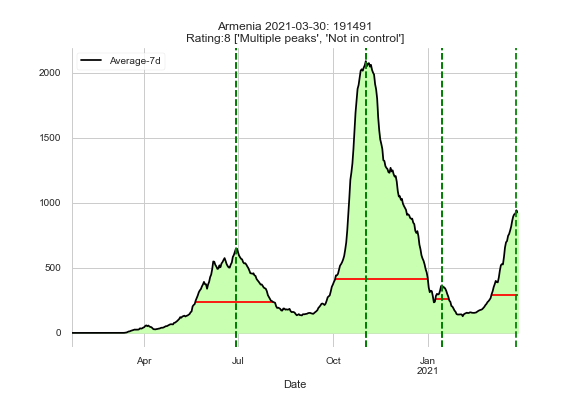 Armenia 2021-03-30: 191491
Rating:8 ['Multiple peaks', 'Not in control']
Average-7d
2000
1500
1000
500
0
Apr Jul Oct Jan
2021
Date